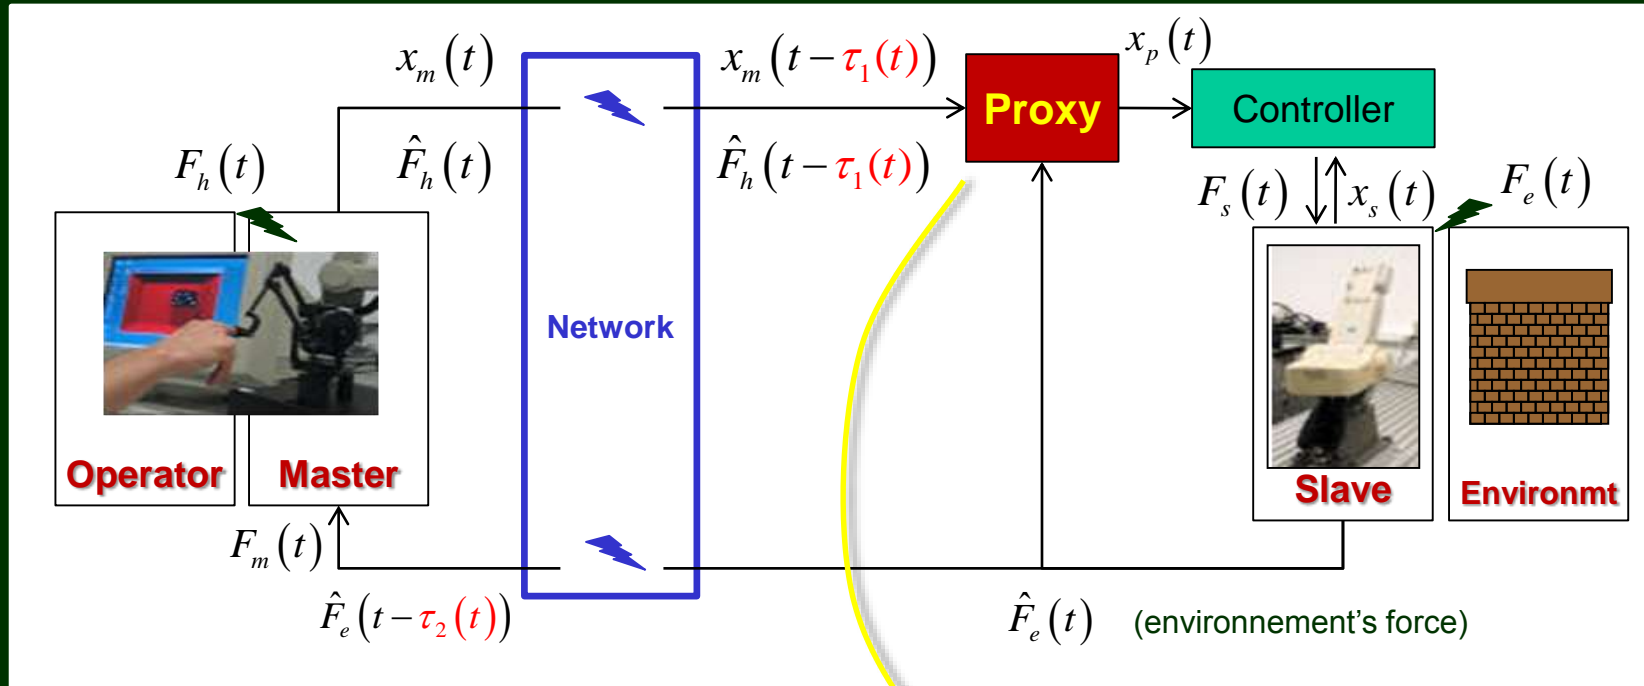 x_m(t)
x_m(t − τ_1(t))
x_p(t)
Proxy
Controller
F_h(t)
F̂_h(t)
F̂_h(t − τ_1(t))
F_s(t)
x_s(t)
F_e(t)
Network
Operator
Master
Slave
Environmt
F_m(t)
F̂_e(t − τ_2(t))
F̂_e(t) (environnement's force)